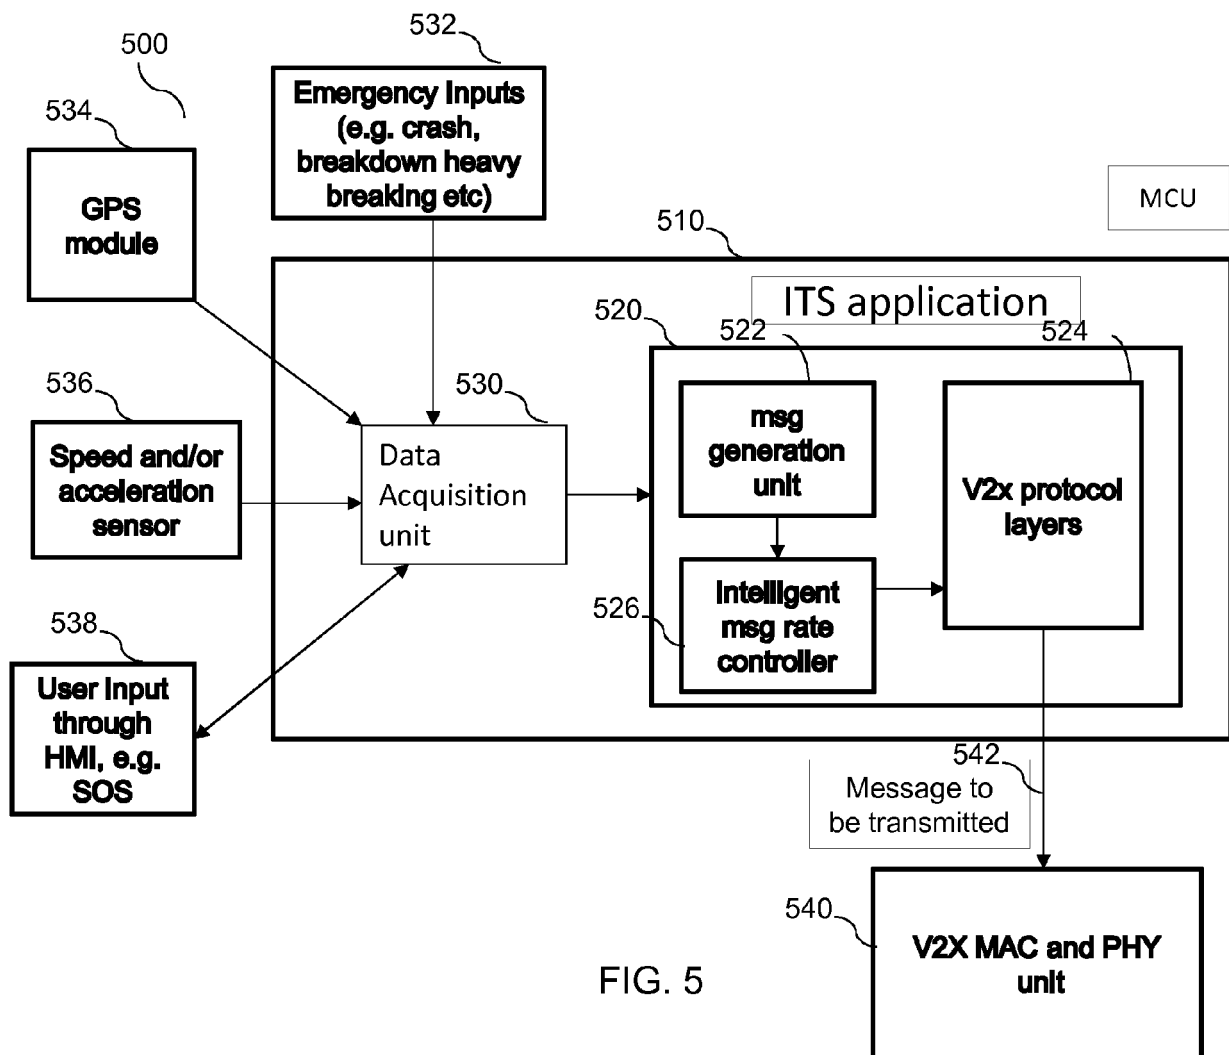 532
500
Emergency Inputs
(e.g. crash,
breakdown heavy
breaking etc)
534
GPS
module
MCU
510
ITS application
520
522
524
536
Speed and/or
acceleration
sensor
530
Data
Acquisition
unit
msg
generation
unit
V2x protocol
layers
526
Intelligent
msg rate
controller
538
User Input
through
HMI, e.g.
SOS
542
Message to
be transmitted
540
V2X MAC and PHY
unit
FIG. 5